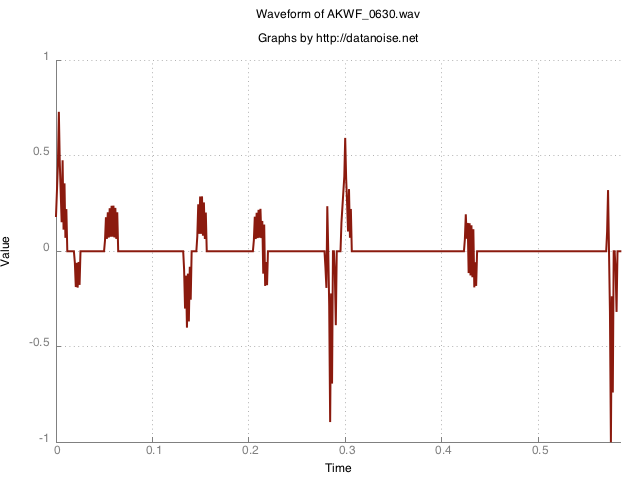 Waveform of AKWF_0630.wav
Graphs by http://datanoise.net
1
0.5
0
-0.5
-1
Value
0 0.1 0.2 0.3 0.4 0.5
Time